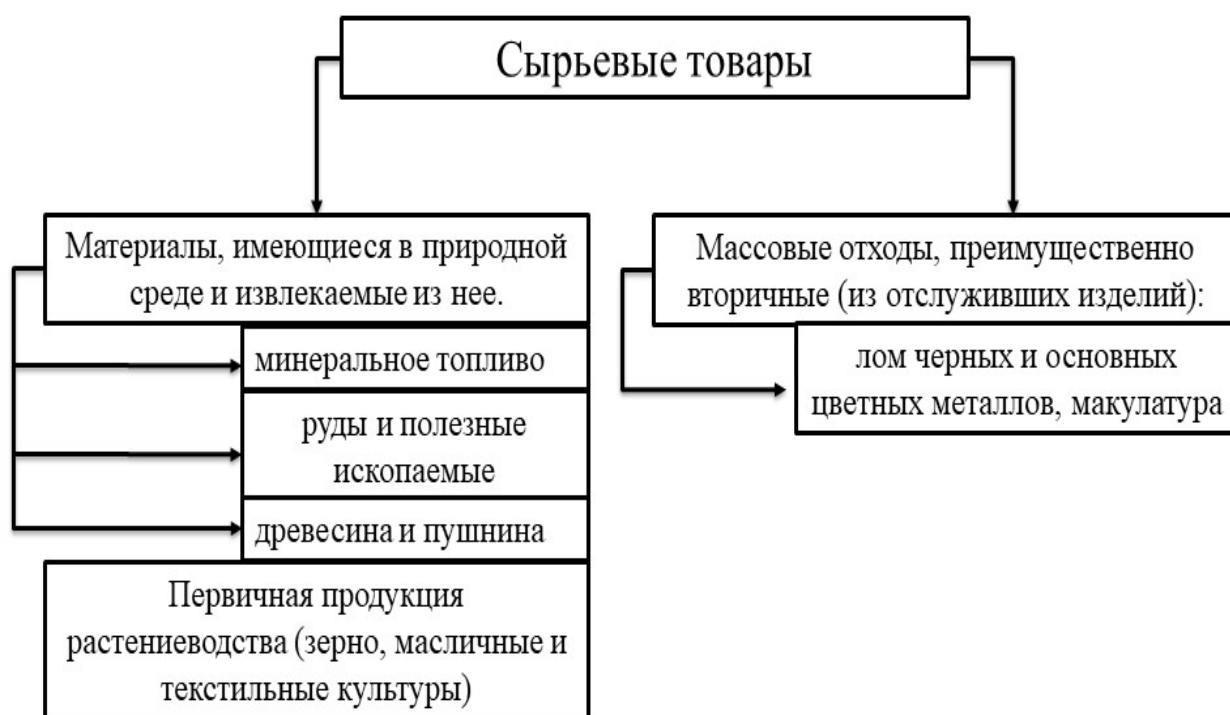 Сырьевые товары
Материалы, имеющиеся в природной
среде и извлекаемые из нее.
минеральное топливо
руды и полезные
ископаемые
древесина и пушнина
Первичная продукция
растениеводства (зерно, масличные и
текстильные культуры)
Массовые отходы, преимущественно
вторичные (из отслуживших изделий):
лом черных и основных
цветных металлов, макулатура